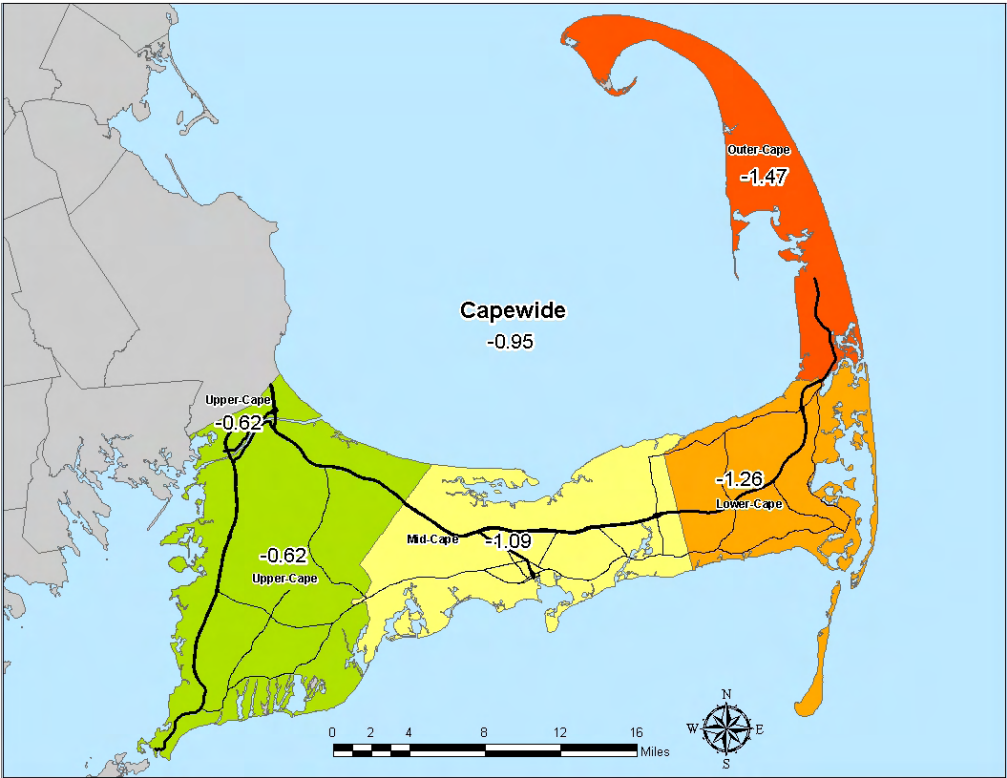 Outer-Cape
-1.47
Capewide
-0.95
Upper-Cape
-0.62
-1.26
Lower-Cape
Mid-Cape
-1.09
-0.62
Upper-Cape
N
W
E
S
0 2 4 8 12 16
Miles